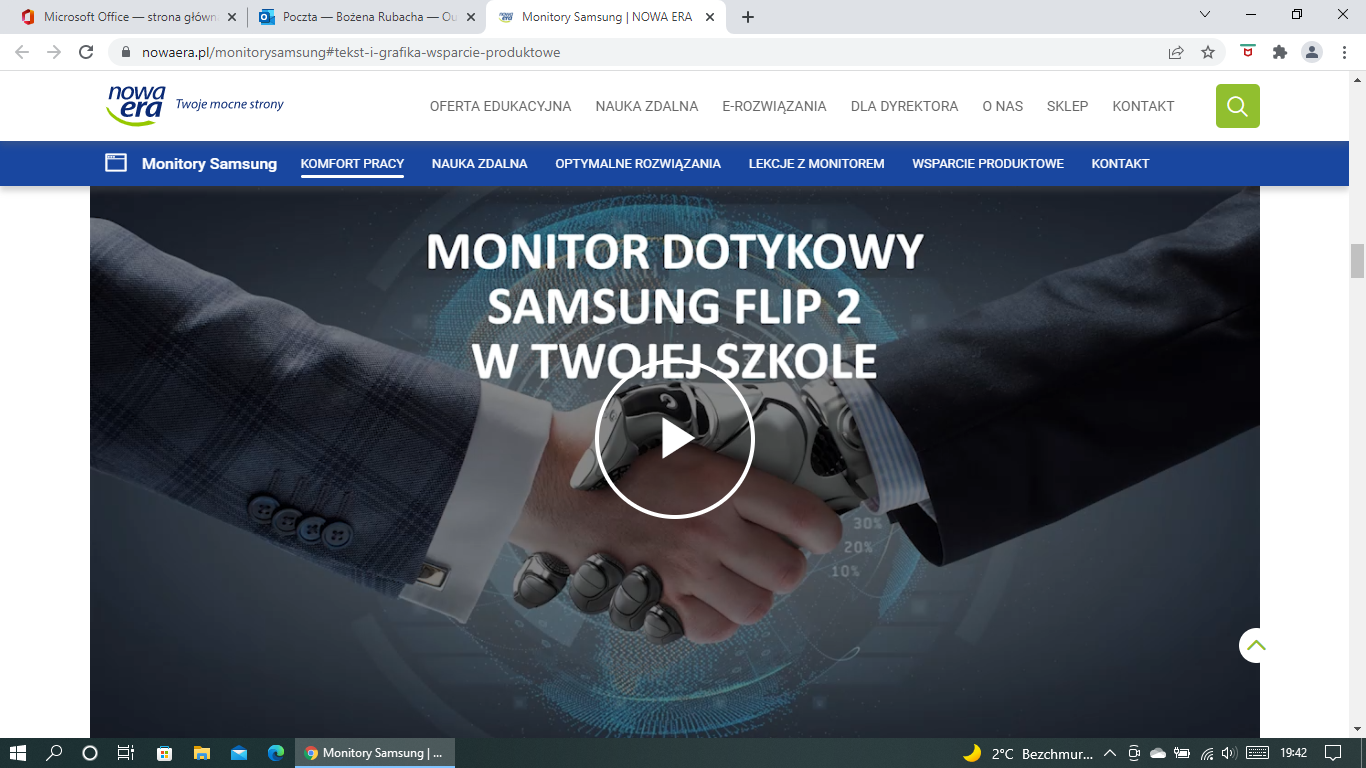 Microsoft Office — strona główn
Poczta — Bożena Rubacha — Ou
Monitory Samsung | NOWA ERA
nowaera.pl/monitorysamsung#tekst-i-grafika-wsparcie-produktowe
nowa era
Twoje mocne strony
OFERTA EDUKACYJNA
NAUKA ZDALNA
E-ROZWIĄZANIA
DLA DYREKTORA
O NAS
SKLEP
KONTAKT
Monitory Samsung
KOMFORT PRACY
NAUKA ZDALNA
OPTYMALNE ROZWIĄZANIA
LEKCJE Z MONITOREM
WSPARCIE PRODUKTOWE
KONTAKT
MONITOR DOTYKOWY
SAMSUNG FLIP 2
W TWOJEJ SZKOLE
30%
20%
10%
Monitory Samsung | ...
2°C Bezchmur...
19:42